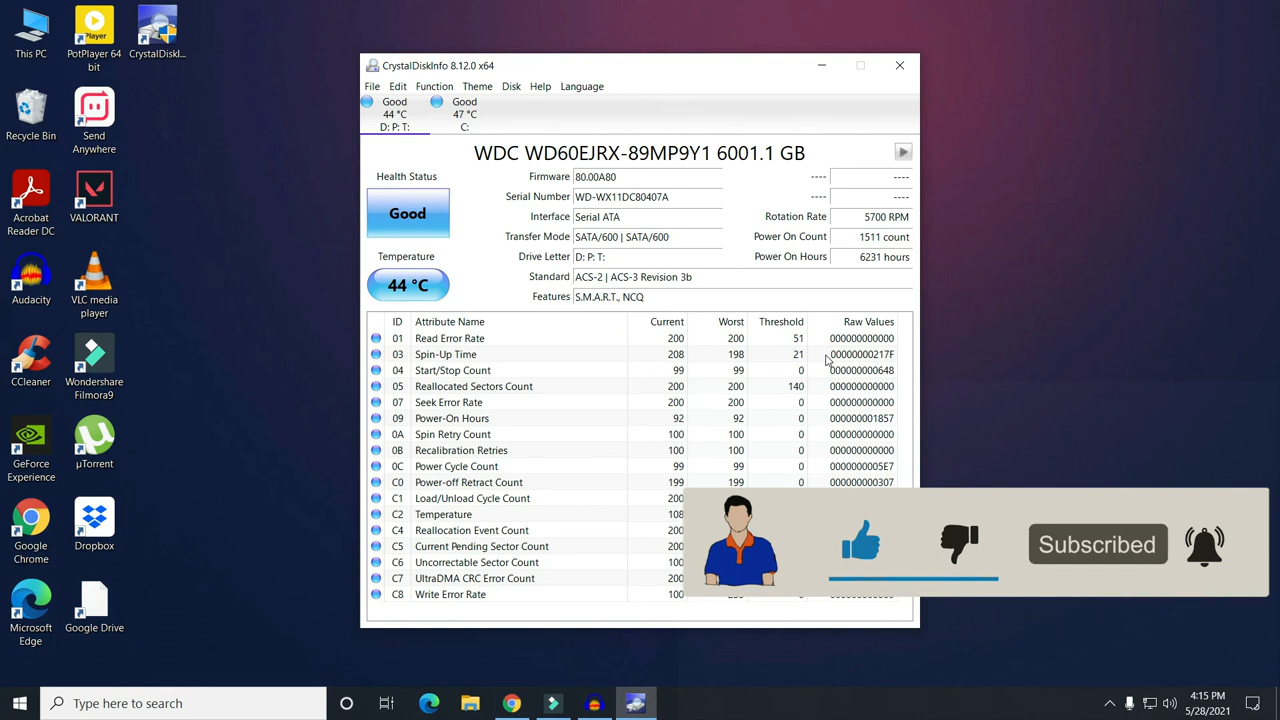 This PC
PotPlayer 64 bit
CrystalDiskI...
Recycle Bin
Send Anywhere
Acrobat Reader DC
VALORANT
Audacity
VLC media player
CCleaner
Wondershare Filmora9
GeForce Experience
µTorrent
Google Chrome
Dropbox
Microsoft Edge
Google Drive
Player
CrystalDiskInfo 8.12.0 x64
File Edit Function Theme Disk Help Language
Good Good
44 °C 47 °C
D: P: T: C:
WDC WD60EJRX-89MP9Y1 6001.1 GB
Health Status
Good
Temperature
44 °C
Firmware 80.00A80 ---- ----
Serial Number WD-WX11DC80407A ---- ----
Interface Serial ATA Rotation Rate 5700 RPM
Transfer Mode SATA/600 | SATA/600 Power On Count 1511 count
Drive Letter D: P: T: Power On Hours 6231 hours
Standard ACS-2 | ACS-3 Revision 3b
Features S.M.A.R.T., NCQ
ID Attribute Name Current Worst Threshold Raw Values
01 Read Error Rate 200 200 51 000000000000
03 Spin-Up Time 208 198 21 00000000217F
04 Start/Stop Count 99 99 0 000000000648
05 Reallocated Sectors Count 200 200 140 000000000000
07 Seek Error Rate 200 200 0 000000000000
09 Power-On Hours 92 92 0 000000001857
0A Spin Retry Count 100 100 0 000000000000
0B Recalibration Retries 100 100 0 000000000000
0C Power Cycle Count 99 99 0 0000000005E7
C0 Power-off Retract Count 199 199 0 000000000307
C1 Load/Unload Cycle Count 200
C2 Temperature 108
C4 Reallocation Event Count 200
C5 Current Pending Sector Count 200
C6 Uncorrectable Sector Count 100
C7 UltraDMA CRC Error Count 200
C8 Write Error Rate 100
Subscribed
Type here to search
4:15 PM
5/28/2021